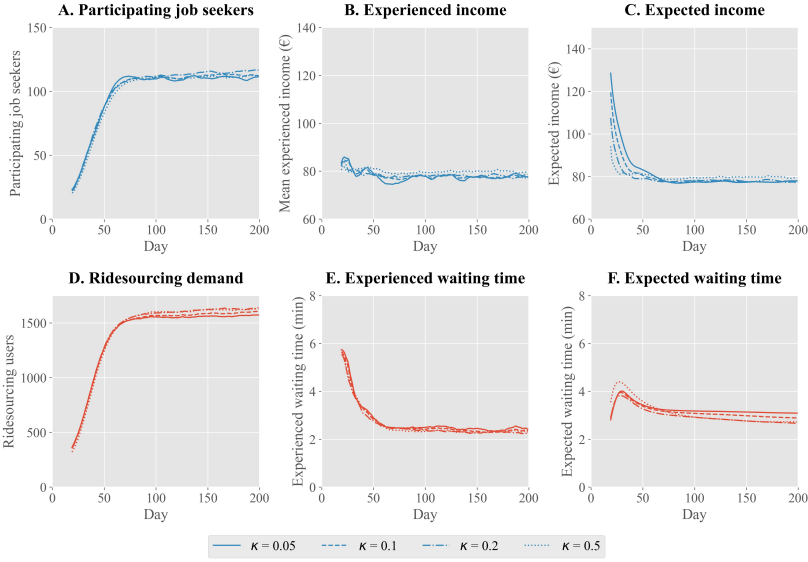 A. Participating job seekers
B. Experienced income
C. Expected income
Participating job seekers
150
100
50
0
0 50 100 150 200
Day
Mean experienced income (€)
140
120
100
80
60
0 50 100 150 200
Day
Expected income (€)
140
120
100
80
60
0 50 100 150 200
Day
D. Ridesourcing demand
E. Experienced waiting time
F. Expected waiting time
Ridesourcing users
1500
1000
500
0
0 50 100 150 200
Day
Experienced waiting time (min)
8
6
4
2
0
0 50 100 150 200
Day
Expected waiting time (min)
8
6
4
2
0
0 50 100 150 200
Day
κ = 0.05 κ = 0.1 κ = 0.2 κ = 0.5